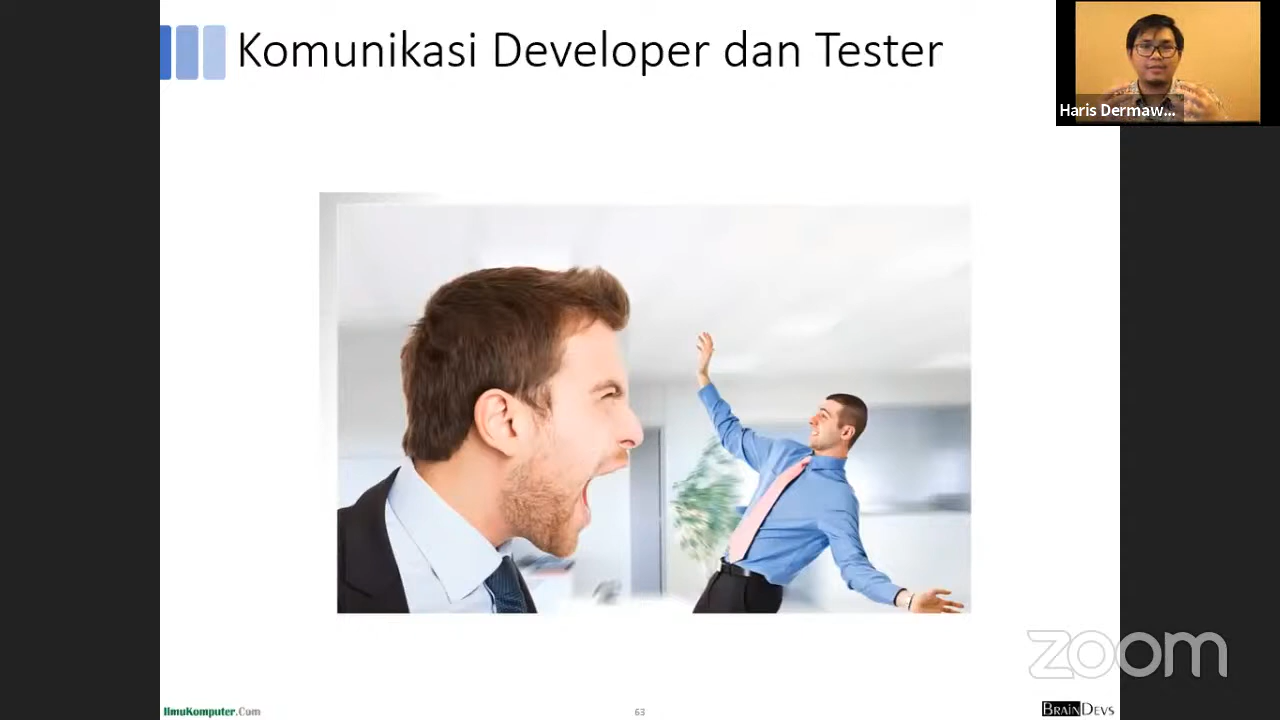 Komunikasi Developer dan Tester
Haris Dermaw...
zoom
IlmuKomputer.Com
63
BRAINDEVS